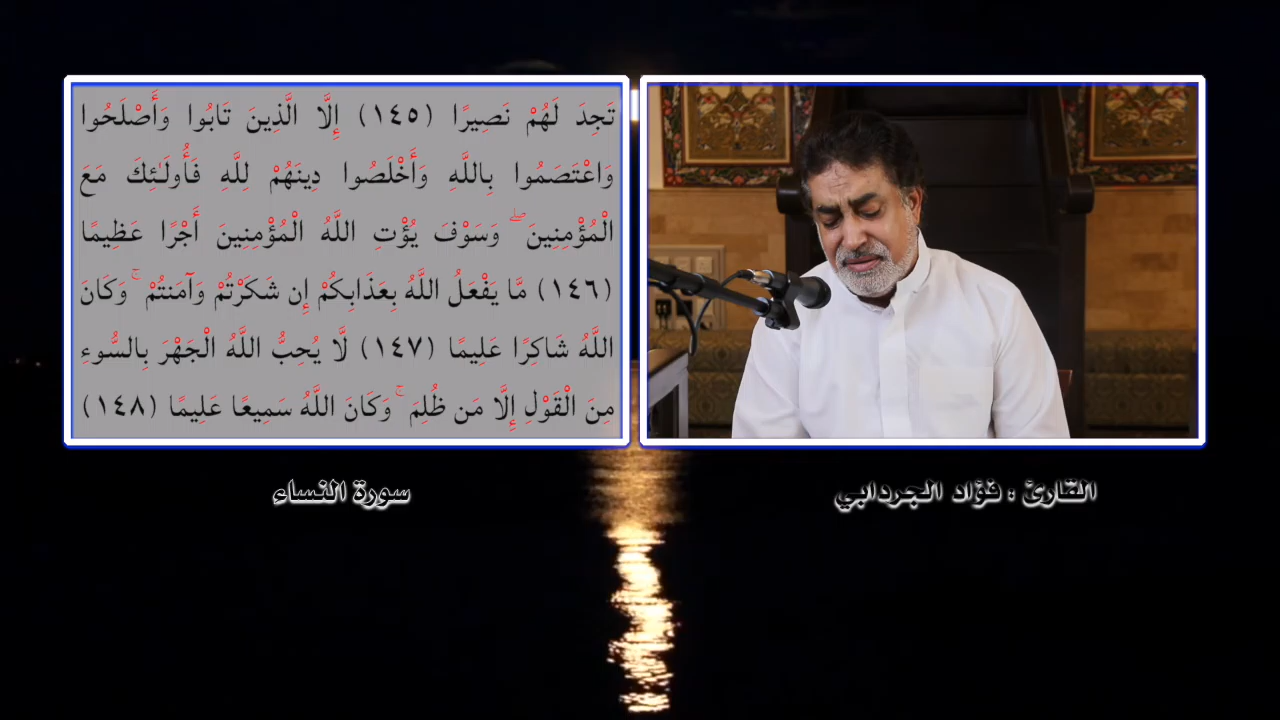 تَجِدَ لَهُمْ نَصِيرًا (١٤٥) إِلَّا الَّذِينَ تَابُوا وَأَصْلَحُوا
وَاعْتَصَمُوا بِاللَّهِ وَأَخْلَصُوا دِينَهُمْ لِلَّهِ فَأُولَٰئِكَ مَعَ
الْمُؤْمِنِينَ ۖ وَسَوْفَ يُؤْتِ اللَّهُ الْمُؤْمِنِينَ أَجْرًا عَظِيمًا
(١٤٦) مَّا يَفْعَلُ اللَّهُ بِعَذَابِكُمْ إِن شَكَرْتُمْ وَآمَنتُمْ ۚ وَكَانَ
اللَّهُ شَاكِرًا عَلِيمًا (١٤٧) لَّا يُحِبُّ اللَّهُ الْجَهْرَ بِالسُّوءِ
مِنَ الْقَوْلِ إِلَّا مَن ظُلِمَ ۚ وَكَانَ اللَّهُ سَمِيعًا عَلِيمًا (١٤٨)
القارئ : فؤاد الجردابي
سورة النساء